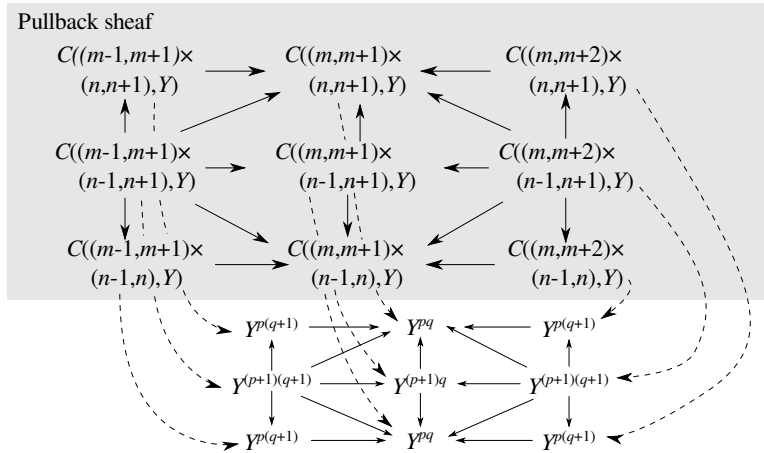 Pullback sheaf
C((m-1,m+1)× C((m,m+1)× C((m,m+2)×
(n,n+1),Y) (n,n+1),Y) (n,n+1),Y)
C((m-1,m+1)× C((m,m+1)× C((m,m+2)×
(n-1,n+1),Y) (n-1,n+1),Y) (n-1,n+1),Y)
C((m-1,m+1)× C((m,m+1)× C((m,m+2)×
(n-1,n),Y) (n-1,n),Y) (n-1,n),Y)
Y^{p(q+1)} Y^{pq} Y^{p(q+1)}
Y^{(p+1)(q+1)} Y^{(p+1)q} Y^{(p+1)(q+1)}
Y^{p(q+1)} Y^{pq} Y^{p(q+1)}